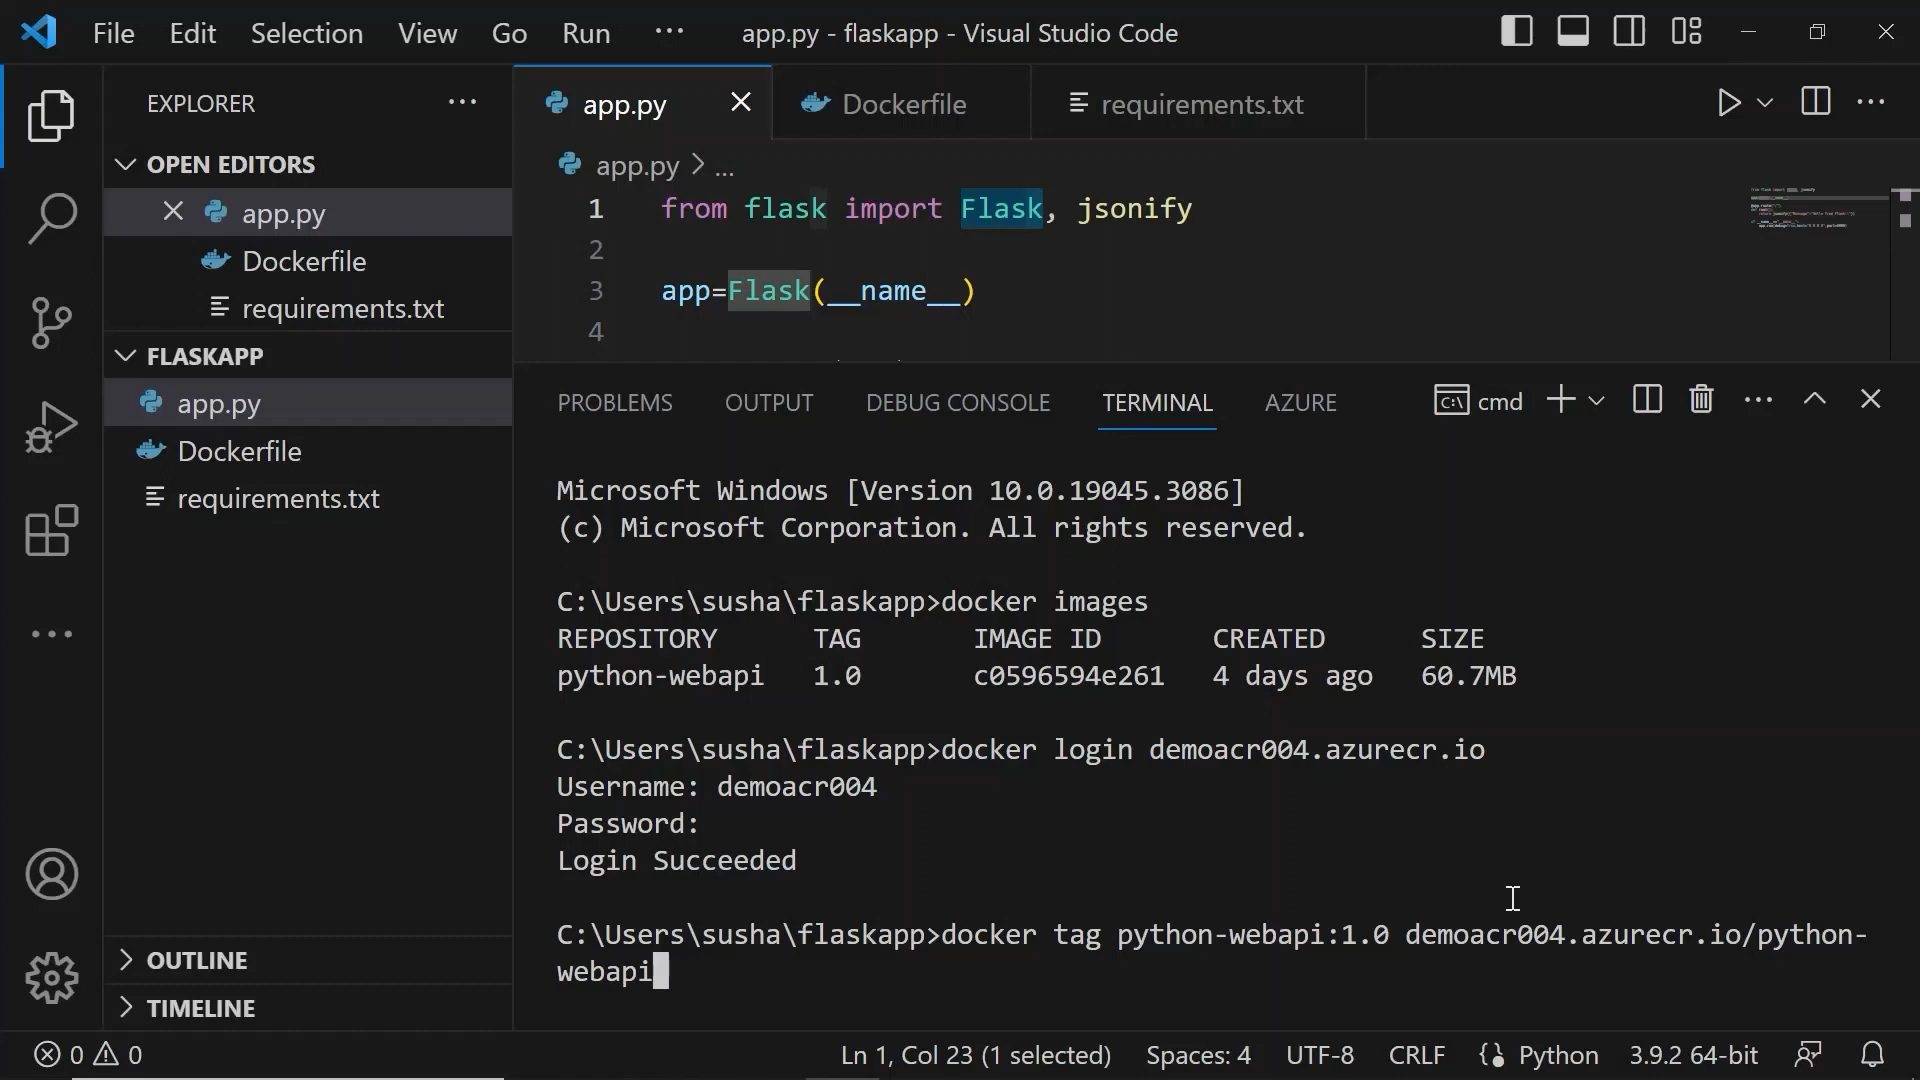 File Edit Selection View Go Run ··· app.py - flaskapp - Visual Studio Code
EXPLORER ···
OPEN EDITORS
app.py
Dockerfile
requirements.txt
FLASKAPP
app.py
Dockerfile
requirements.txt
OUTLINE
TIMELINE
app.py Dockerfile requirements.txt
app.py > ...
1 from flask import Flask, jsonify
2
3 app=Flask(__name__)
4
PROBLEMS OUTPUT DEBUG CONSOLE TERMINAL AZURE cmd
Microsoft Windows [Version 10.0.19045.3086]
(c) Microsoft Corporation. All rights reserved.
C:\Users\susha\flaskapp>docker images
REPOSITORY TAG IMAGE ID CREATED SIZE
python-webapi 1.0 c0596594e261 4 days ago 60.7MB
C:\Users\susha\flaskapp>docker login demoacr004.azurecr.io
Username: demoacr004
Password:
Login Succeeded
C:\Users\susha\flaskapp>docker tag python-webapi:1.0 demoacr004.azurecr.io/python-
webapi
0 0 Ln 1, Col 23 (1 selected) Spaces: 4 UTF-8 CRLF Python 3.9.2 64-bit